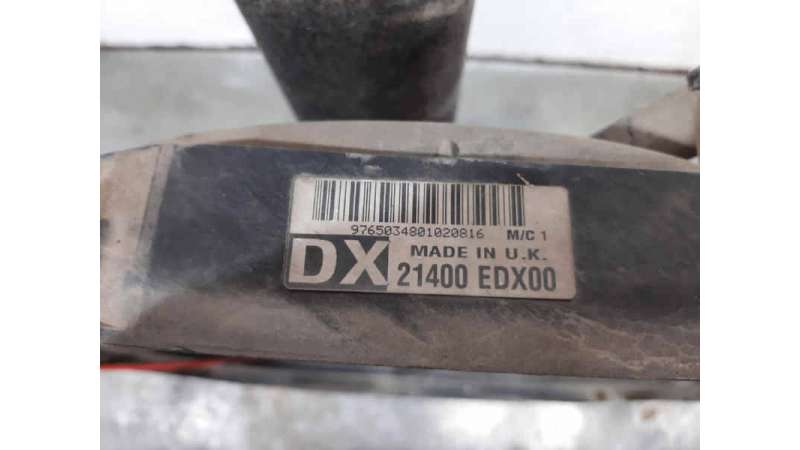 9765034801020816 M/C 1
DX
MADE IN U.K.
21400 EDX00